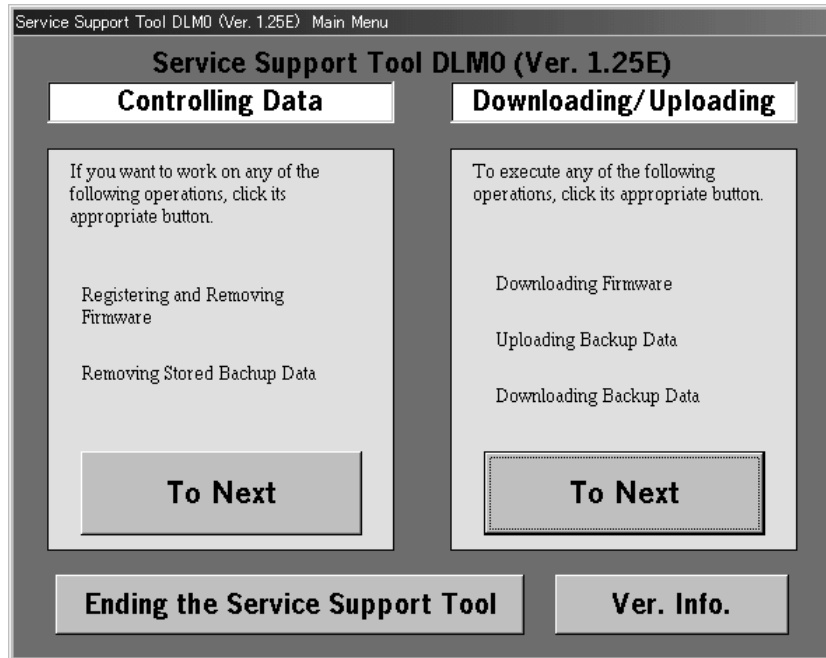 Service Support Tool DLM0 (Ver. 1.25E)  Main Menu
Service Support Tool DLM0 (Ver. 1.25E)
Controlling Data
If you want to work on any of the
following operations, click its
appropriate button.
Registering and Removing
Firmware
Removing Stored Bachup Data
To Next
Downloading/Uploading
To execute any of the following
operations, click its appropriate button.
Downloading Firmware
Uploading Backup Data
Downloading Backup Data
To Next
Ending the Service Support Tool
Ver. Info.